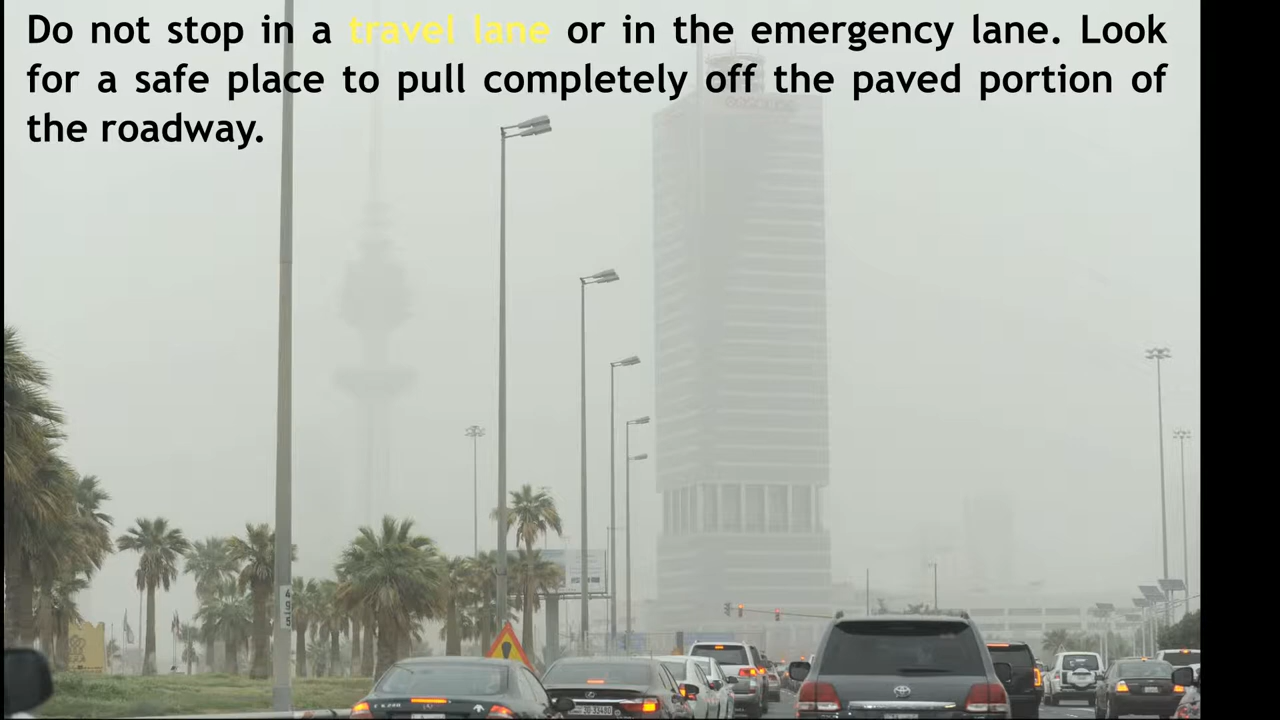 Do not stop in a travel lane or in the emergency lane. Look
for a safe place to pull completely off the paved portion of
the roadway.